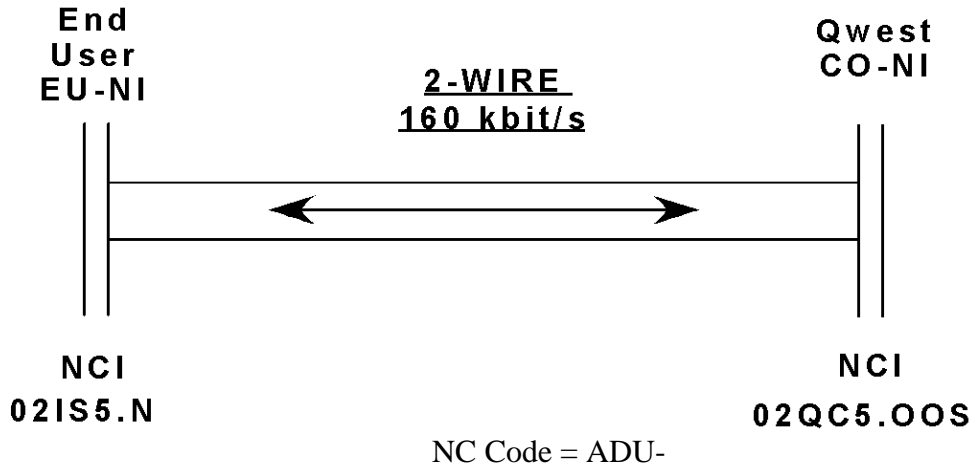 End
User
EU-NI
Qwest
CO-NI
2-WIRE
160 kbit/s
NCI
02IS5.N
NCI
02QC5.OOS
NC Code = ADU-